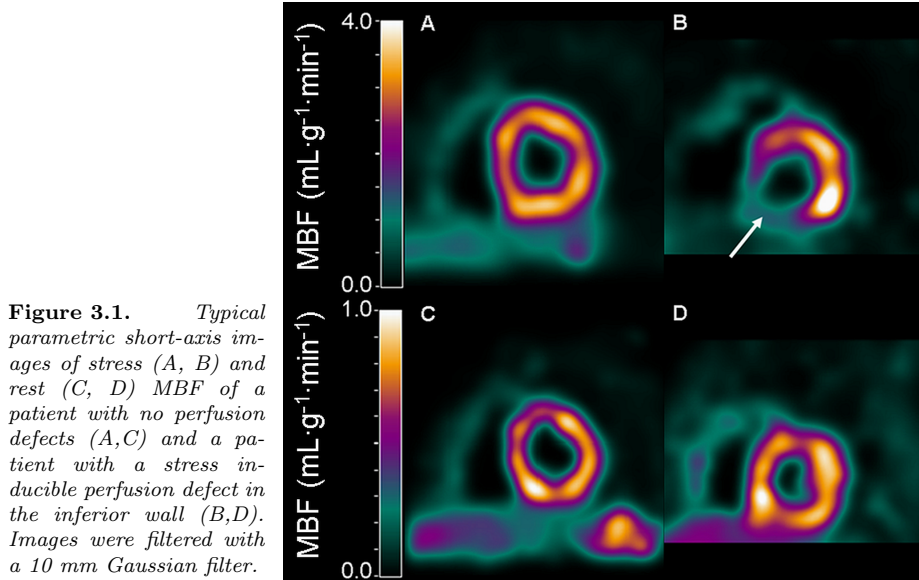 Figure 3.1. Typical
parametric short-axis im-
ages of stress (A, B) and
rest (C, D) MBF of a
patient with no perfusion
defects (A,C) and a pa-
tient with a stress in-
ducible perfusion defect in
the inferior wall (B,D).
Images were filtered with
a 10 mm Gaussian filter.
MBF (mL·g⁻¹·min⁻¹)
4.0
0.0
A
B
MBF (mL·g⁻¹·min⁻¹)
1.0
0.0
C
D